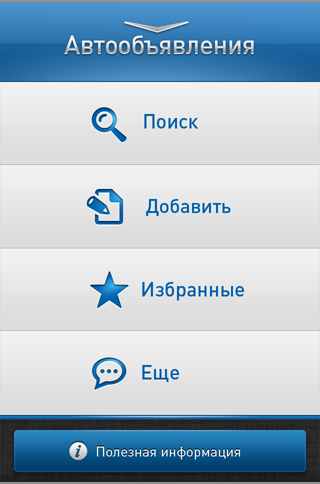 Автообъявления
Поиск
Добавить
Избранные
Еще
Полезная информация